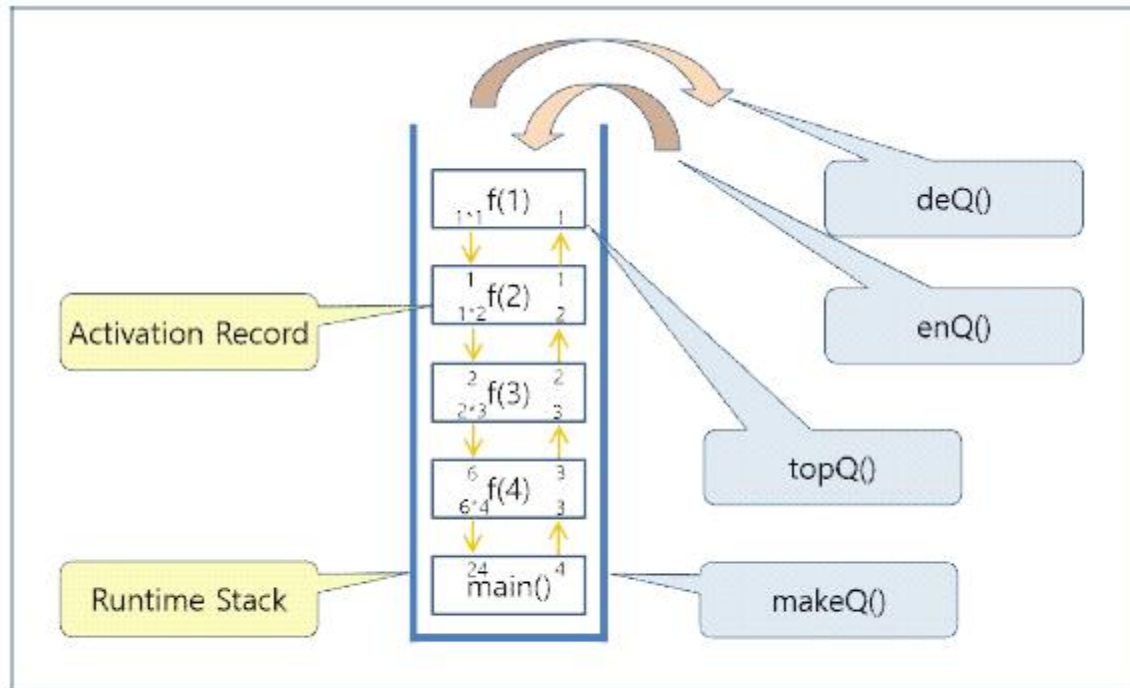 deQ()
f(1)
1*1 1
1 1
f(2)
1*2 2
Activation Record
enQ()
2 2
f(3)
2*3 3
topQ()
6 3
f(4)
6*4 3
24 4
main()
Runtime Stack
makeQ()